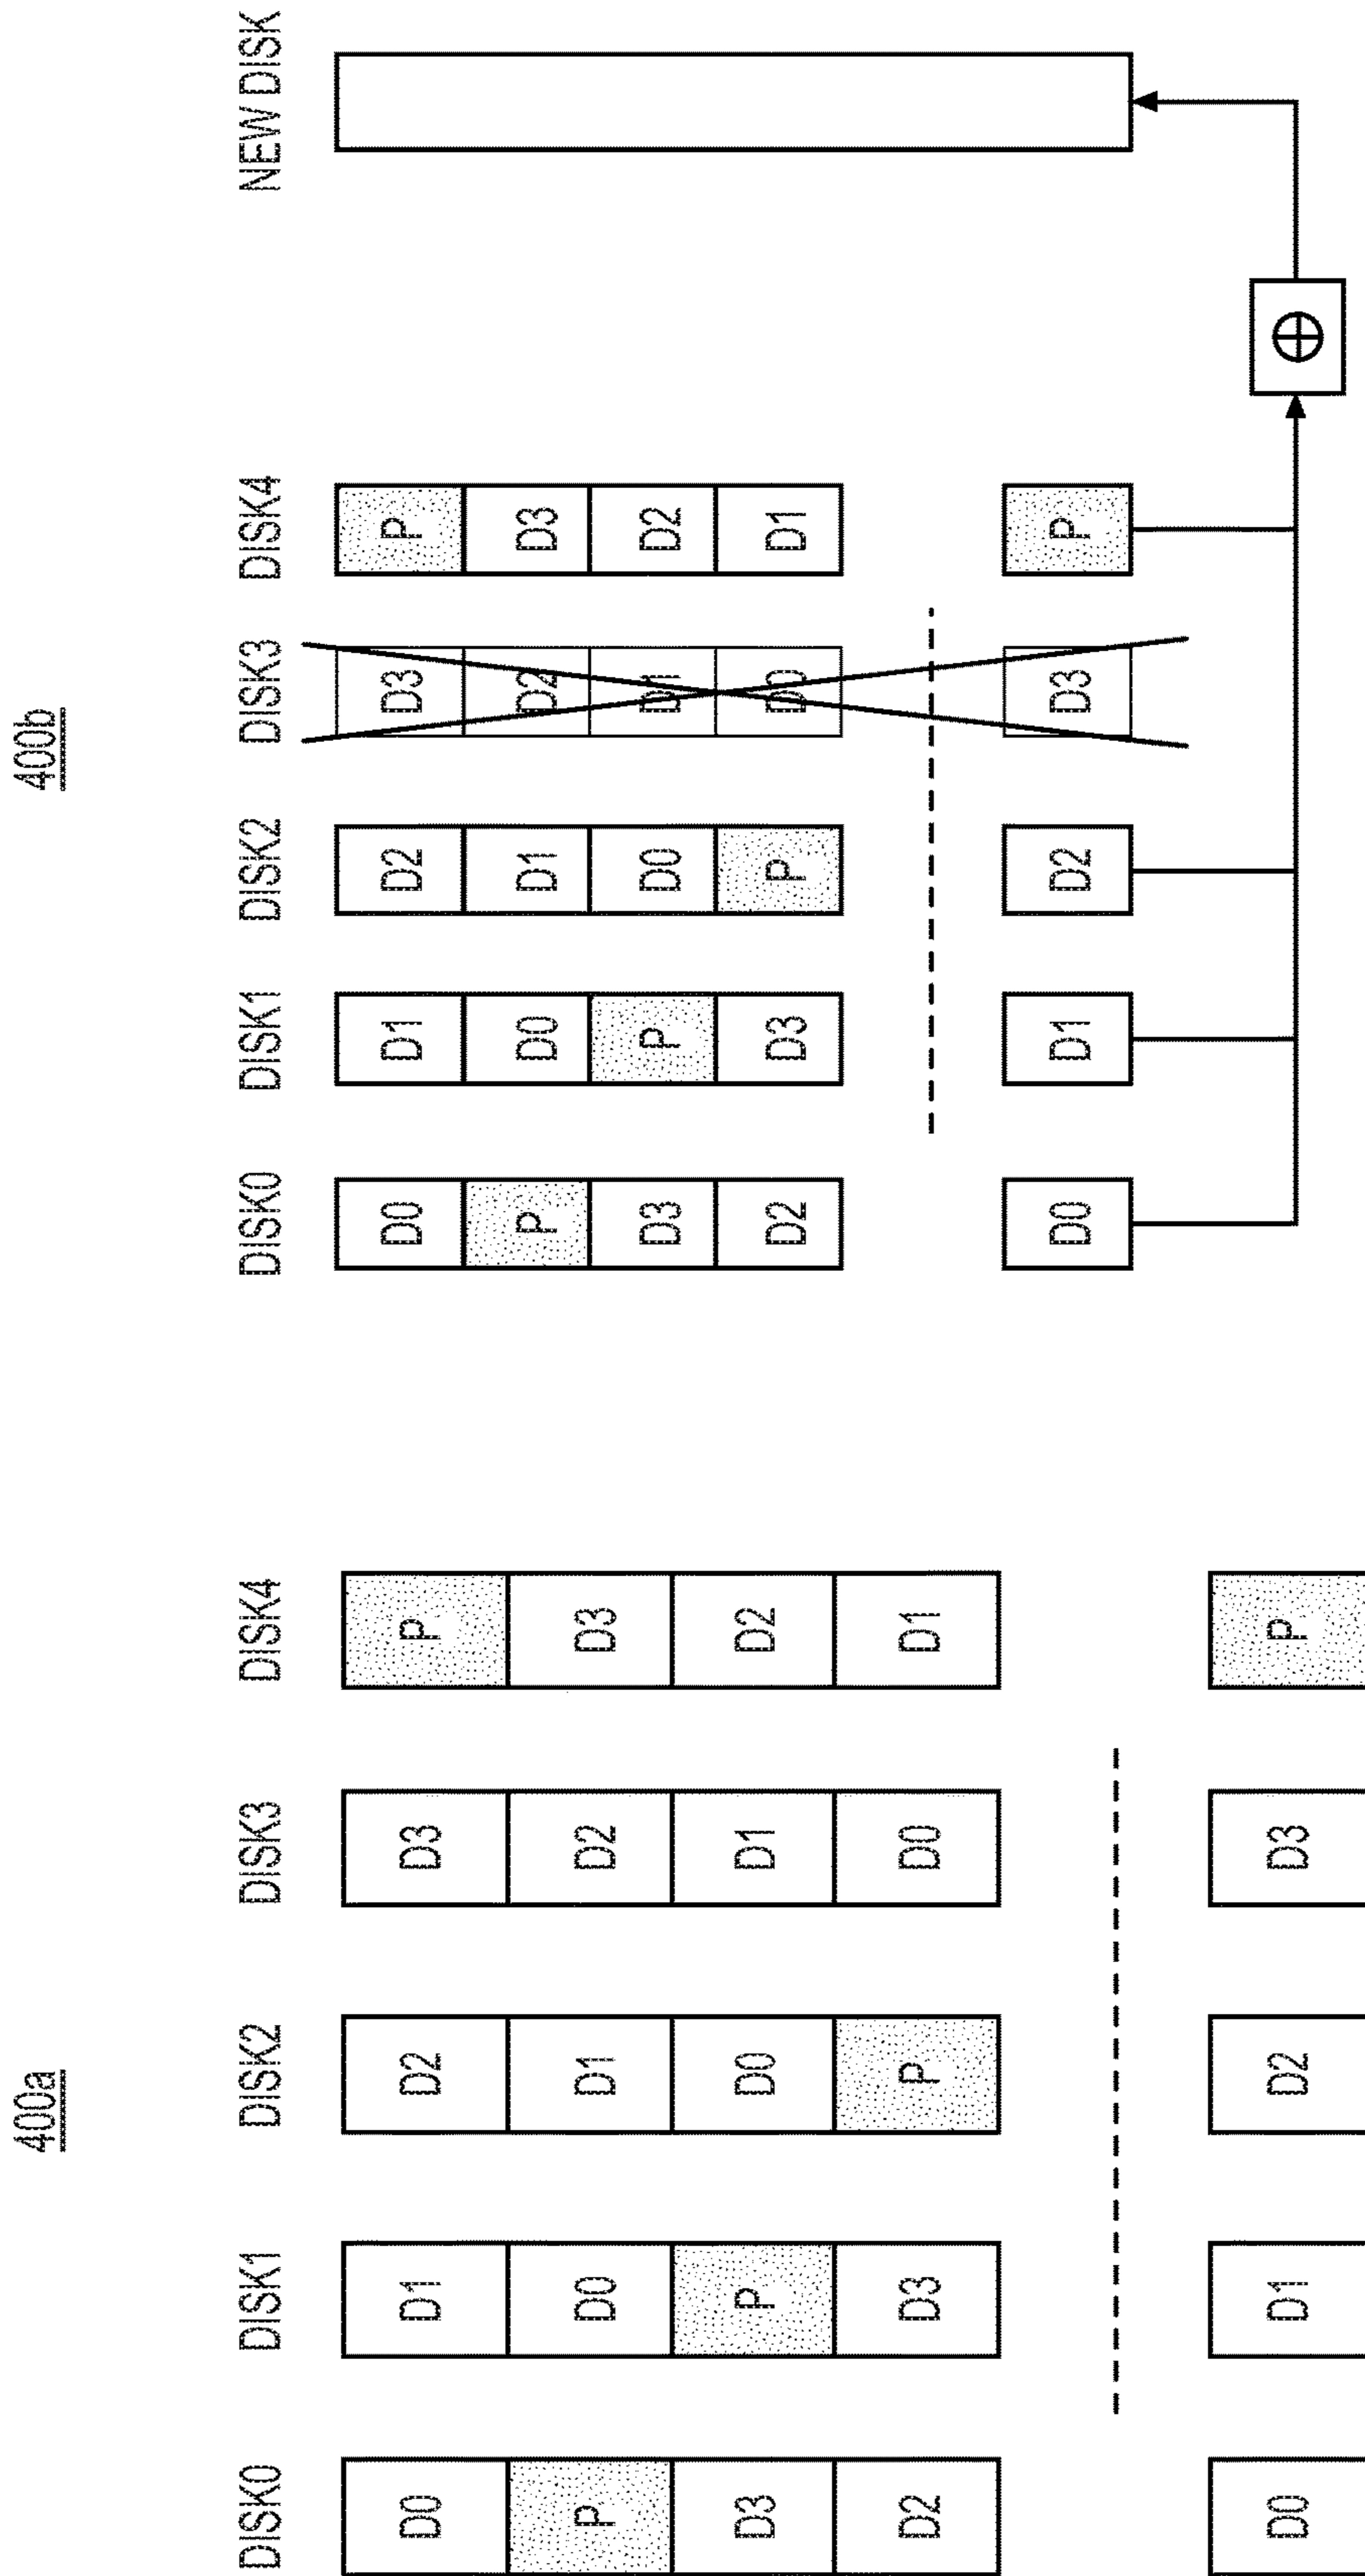 400a
DISK0 DISK1 DISK2 DISK3 DISK4
D0 D1 D2 D3 P
P D0 D1 D2 D3
D3 P D0 D1 D2
D2 D3 P D0 D1
D0 D1 D2 D3 P
400b
DISK0 DISK1 DISK2 DISK3 DISK4 NEW DISK
D0 D1 D2 D3 P
P D0 D1 D2 D3
D3 P D0 D1 D2
D2 D3 P D0 D1
D0 D1 D2 D3 P